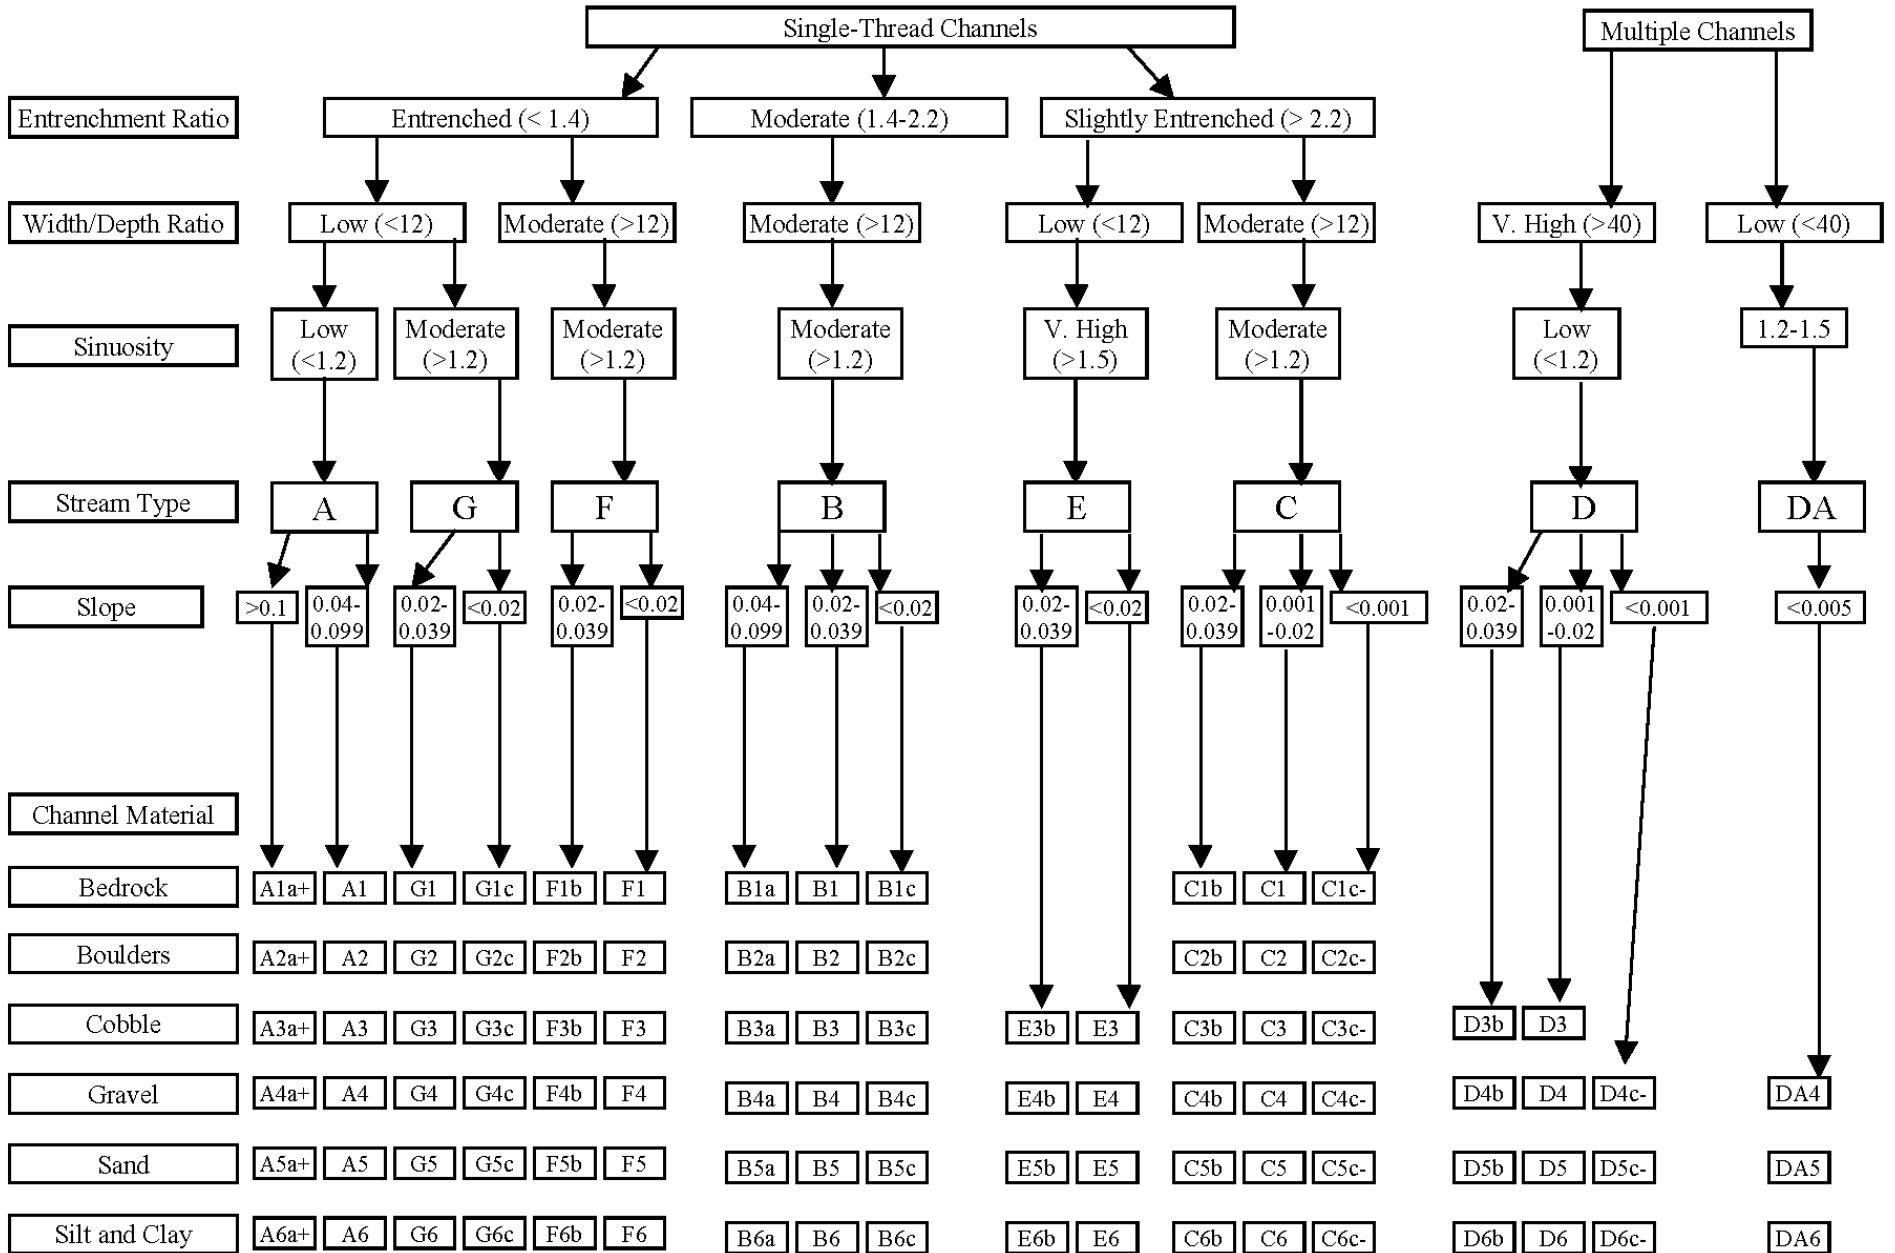 Single-Thread Channels
Multiple Channels
Entrenchment Ratio
Entrenched (< 1.4)
Moderate (1.4-2.2)
Slightly Entrenched (> 2.2)
Width/Depth Ratio
Low (<12)
Moderate (>12)
Moderate (>12)
Low (<12)
Moderate (>12)
V. High (>40)
Low (<40)
Sinuosity
Low
(<1.2)
Moderate
(>1.2)
Moderate
(>1.2)
Moderate
(>1.2)
V. High
(>1.5)
Moderate
(>1.2)
Low
(<1.2)
1.2-1.5
Stream Type
A
G
F
B
E
C
D
DA
Slope
>0.1
0.04-
0.099
0.02-
0.039
<0.02
0.02-
0.039
<0.02
0.04-
0.099
0.02-
0.039
<0.02
0.02-
0.039
<0.02
0.02-
0.039
0.001
-0.02
<0.001
0.02-
0.039
0.001
-0.02
<0.001
<0.005
Channel Material
Bedrock
A1a+
A1
G1
G1c
F1b
F1
B1a
B1
B1c
C1b
C1
C1c-
Boulders
A2a+
A2
G2
G2c
F2b
F2
B2a
B2
B2c
C2b
C2
C2c-
Cobble
A3a+
A3
G3
G3c
F3b
F3
B3a
B3
B3c
E3b
E3
C3b
C3
C3c-
D3b
D3
Gravel
A4a+
A4
G4
G4c
F4b
F4
B4a
B4
B4c
E4b
E4
C4b
C4
C4c-
D4b
D4
D4c-
DA4
Sand
A5a+
A5
G5
G5c
F5b
F5
B5a
B5
B5c
E5b
E5
C5b
C5
C5c-
D5b
D5
D5c-
DA5
Silt and Clay
A6a+
A6
G6
G6c
F6b
F6
B6a
B6
B6c
E6b
E6
C6b
C6
C6c-
D6b
D6
D6c-
DA6